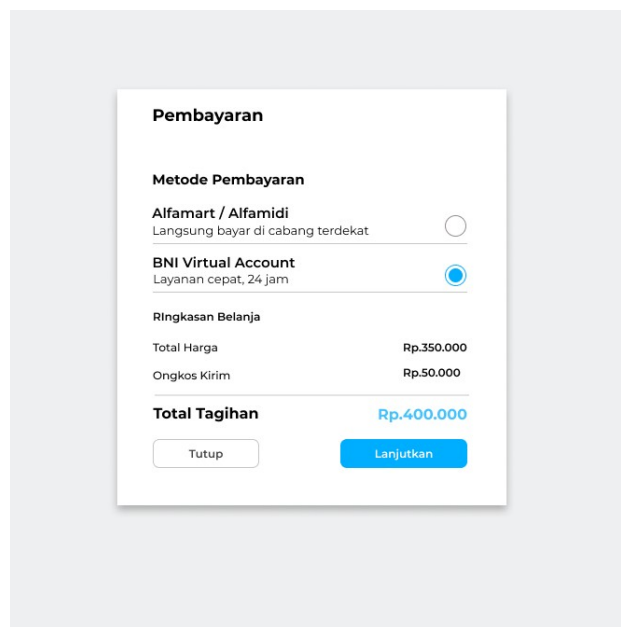 Pembayaran
Metode Pembayaran
Alfamart / Alfamidi
Langsung bayar di cabang terdekat
BNI Virtual Account
Layanan cepat, 24 jam
RIngkasan Belanja
Total Harga Rp.350.000
Ongkos Kirim Rp.50.000
Total Tagihan Rp.400.000
Tutup Lanjutkan